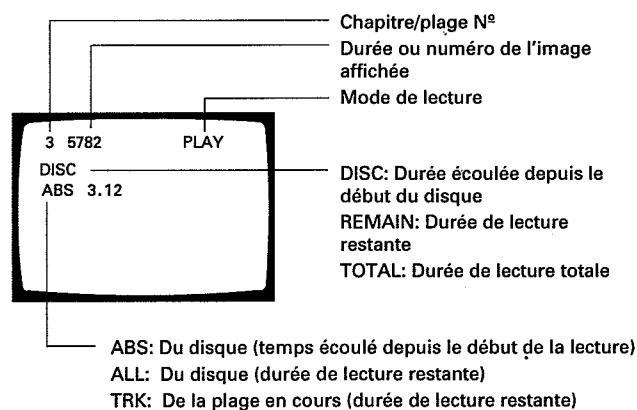 Chapitre/plage Nº
Durée ou numéro de l'image
affichée
Mode de lecture
3 5782 PLAY
DISC
ABS 3.12
DISC: Durée écoulée depuis le
début du disque
REMAIN: Durée de lecture
restante
TOTAL: Durée de lecture totale
ABS: Du disque (temps écoulé depuis le début de la lecture)
ALL: Du disque (durée de lecture restante)
TRK: De la plage en cours (durée de lecture restante)